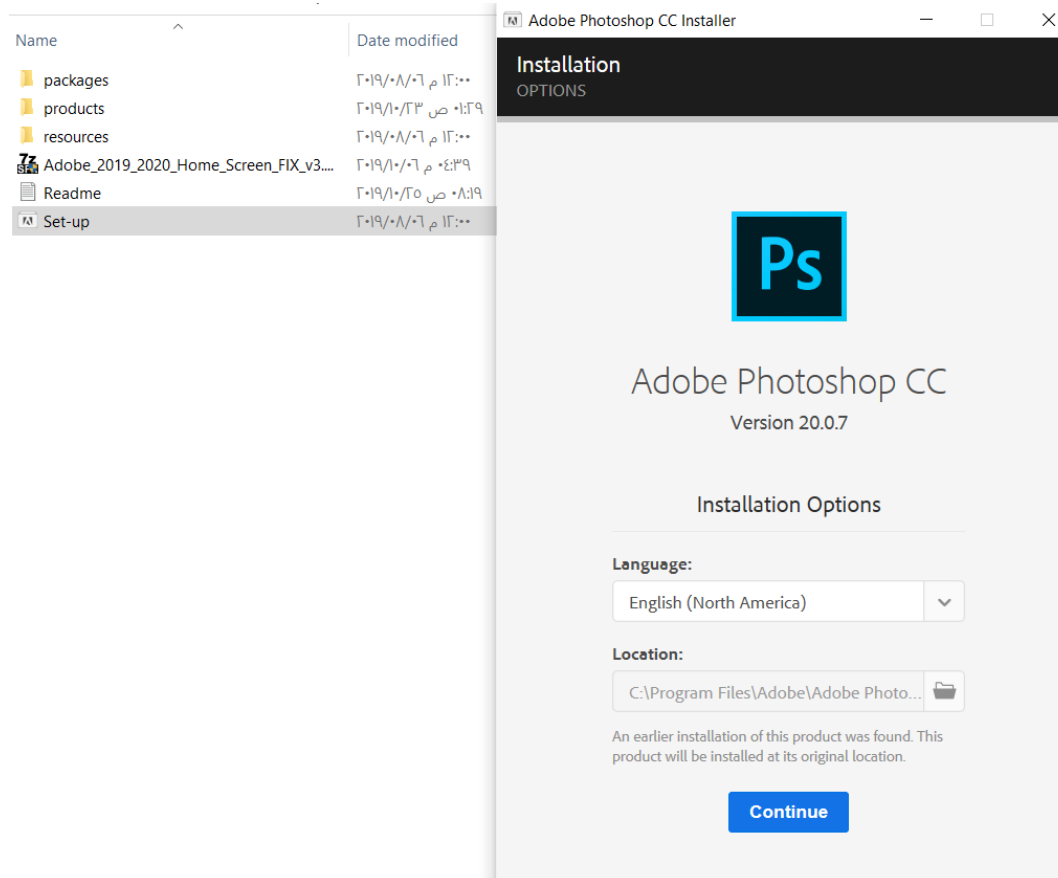 Name Date modified
packages ٢٠١٩/٠٨/٠٦ م ١٢:٠٠
products ٢٠١٩/١٠/٢٣ ص ٠١:٢٩
resources ٢٠١٩/٠٨/٠٦ م ١٢:٠٠
7z SFX Adobe_2019_2020_Home_Screen_FIX_v3.... ٢٠١٩/١٠/٠٦ م ٠٤:٣٩
Readme ٢٠١٩/١٠/٢٥ ص ٠٨:١٩
Set-up ٢٠١٩/٠٨/٠٦ م ١٢:٠٠
Adobe Photoshop CC Installer
Installation
OPTIONS
Ps
Adobe Photoshop CC
Version 20.0.7
Installation Options
Language:
English (North America)
Location:
C:\Program Files\Adobe\Adobe Photo...
An earlier installation of this product was found. This
product will be installed at its original location.
Continue